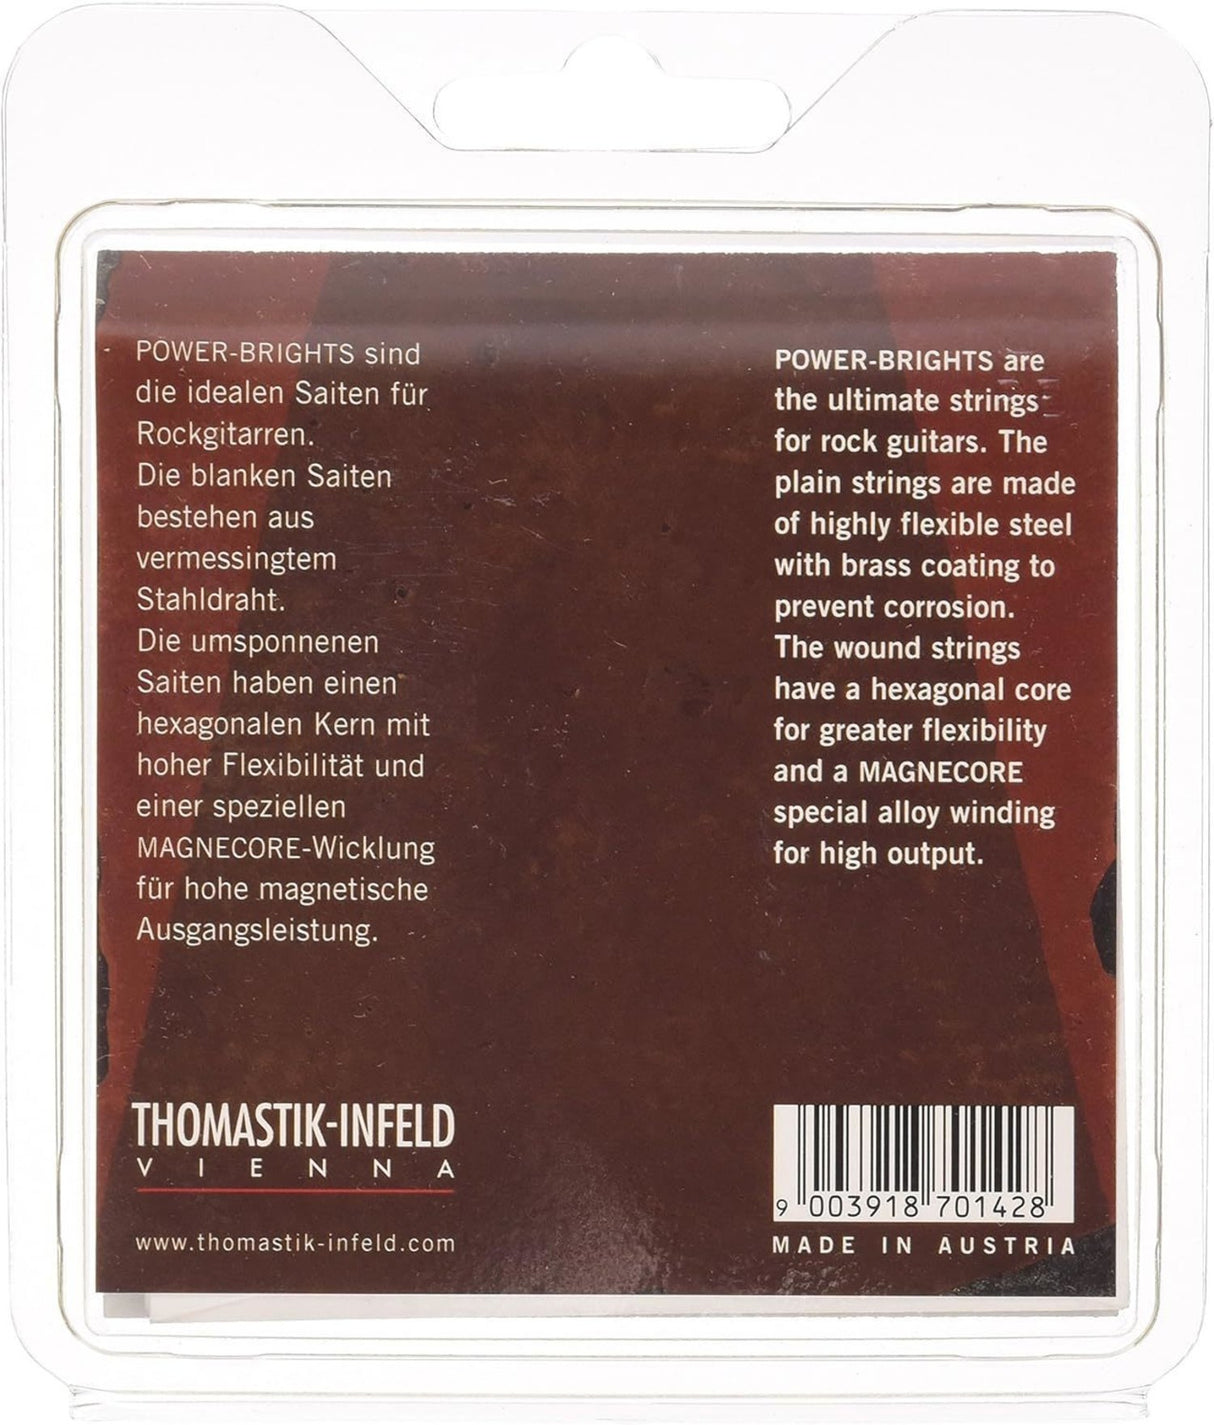 POWER-BRIGHTS sind
die idealen Saiten für
Rockgitarren.
Die blanken Saiten
bestehen aus
vermessingtem
Stahldraht.
Die umsponnenen
Saiten haben einen
hexagonalen Kern mit
hoher Flexibilität und
einer speziellen
MAGNECORE-Wicklung
für hohe magnetische
Ausgangsleistung.
POWER-BRIGHTS are
the ultimate strings
for rock guitars. The
plain strings are made
of highly flexible steel
with brass coating to
prevent corrosion.
The wound strings
have a hexagonal core
for greater flexibility
and a MAGNECORE
special alloy winding
for high output.
THOMASTIK-INFELD
VIENNA
www.thomastik-infeld.com
9 003918 701428
MADE IN AUSTRIA